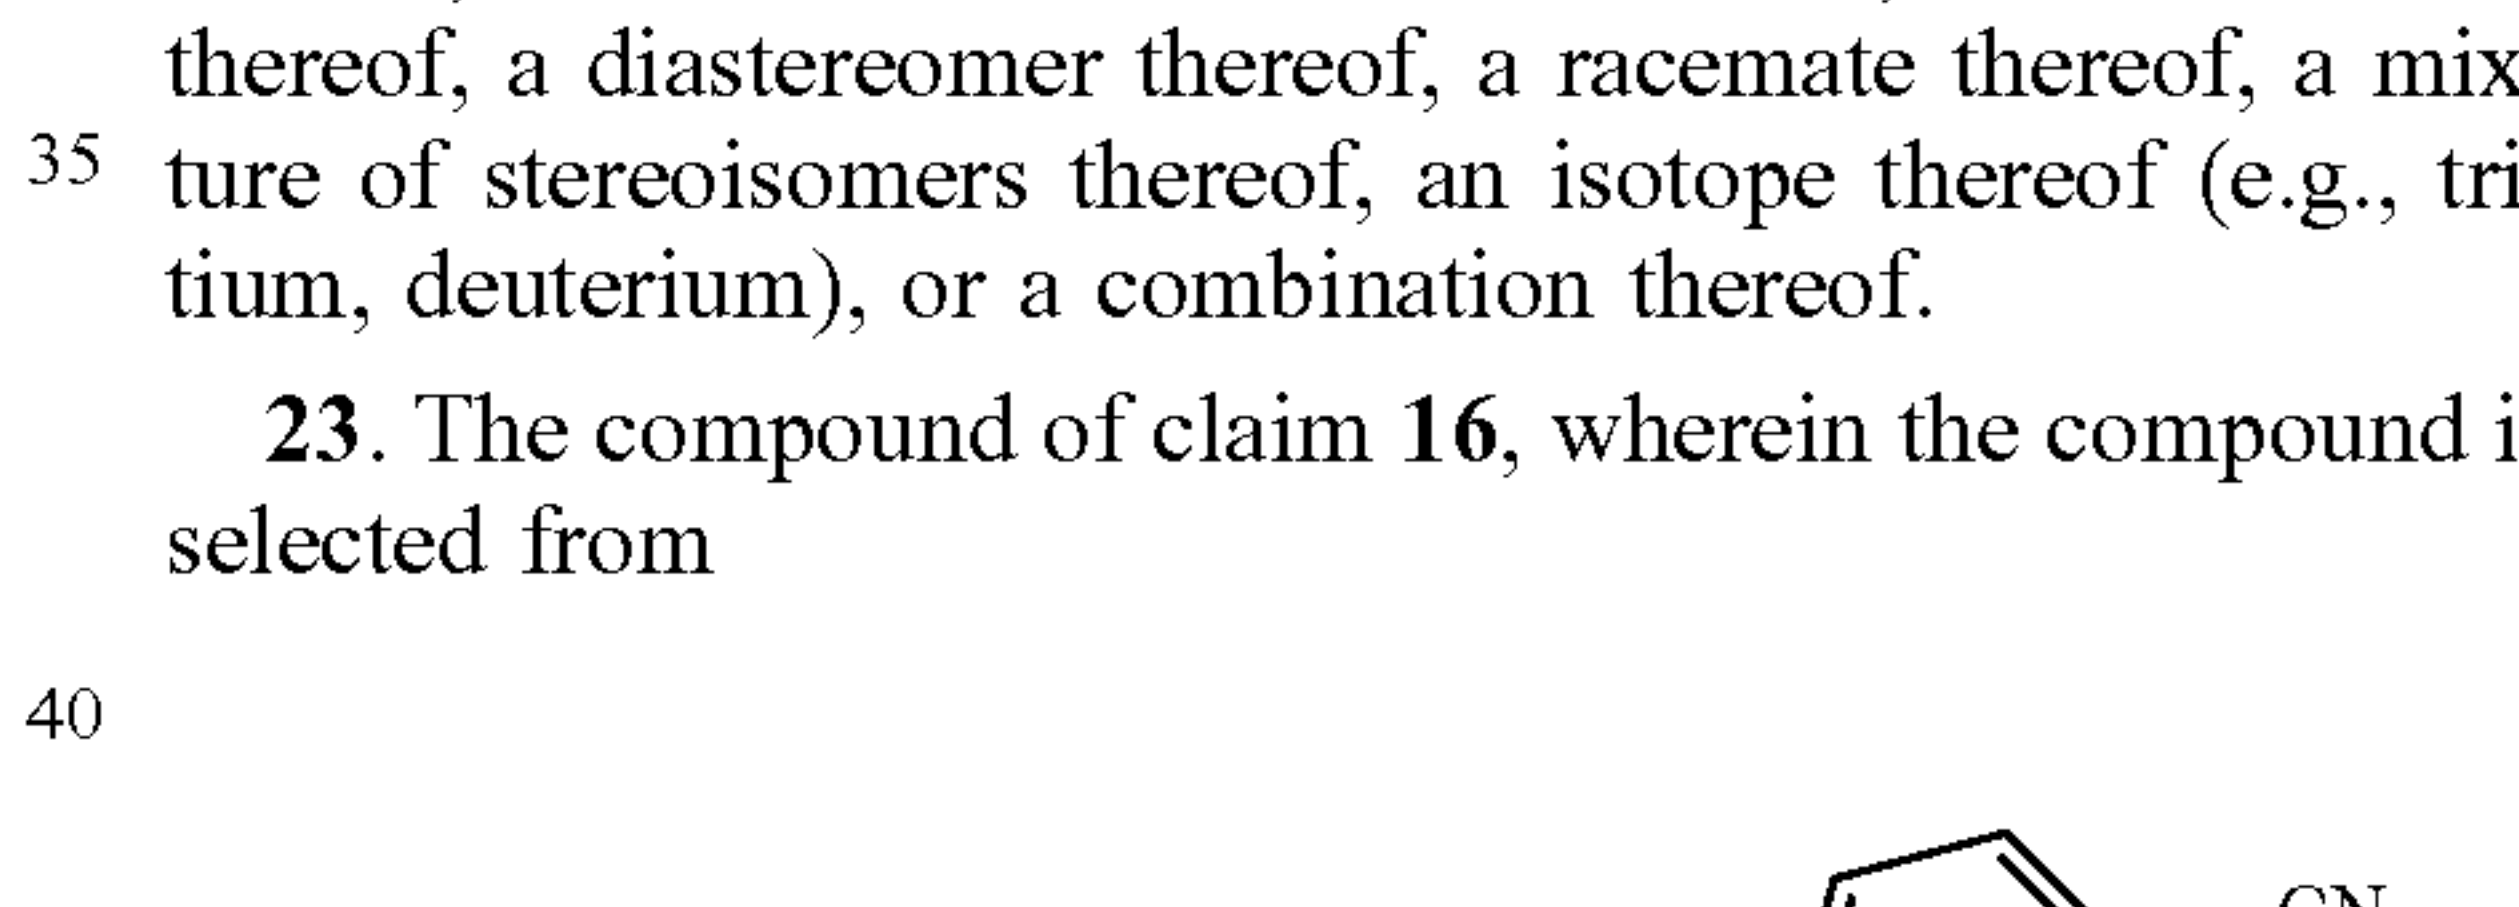 thereof, a diastereomer thereof, a racemate thereof, a mix
35 ture of stereoisomers thereof, an isotope thereof (e.g., tri
tium, deuterium), or a combination thereof.
23. The compound of claim 16, wherein the compound i
selected from
40
CN